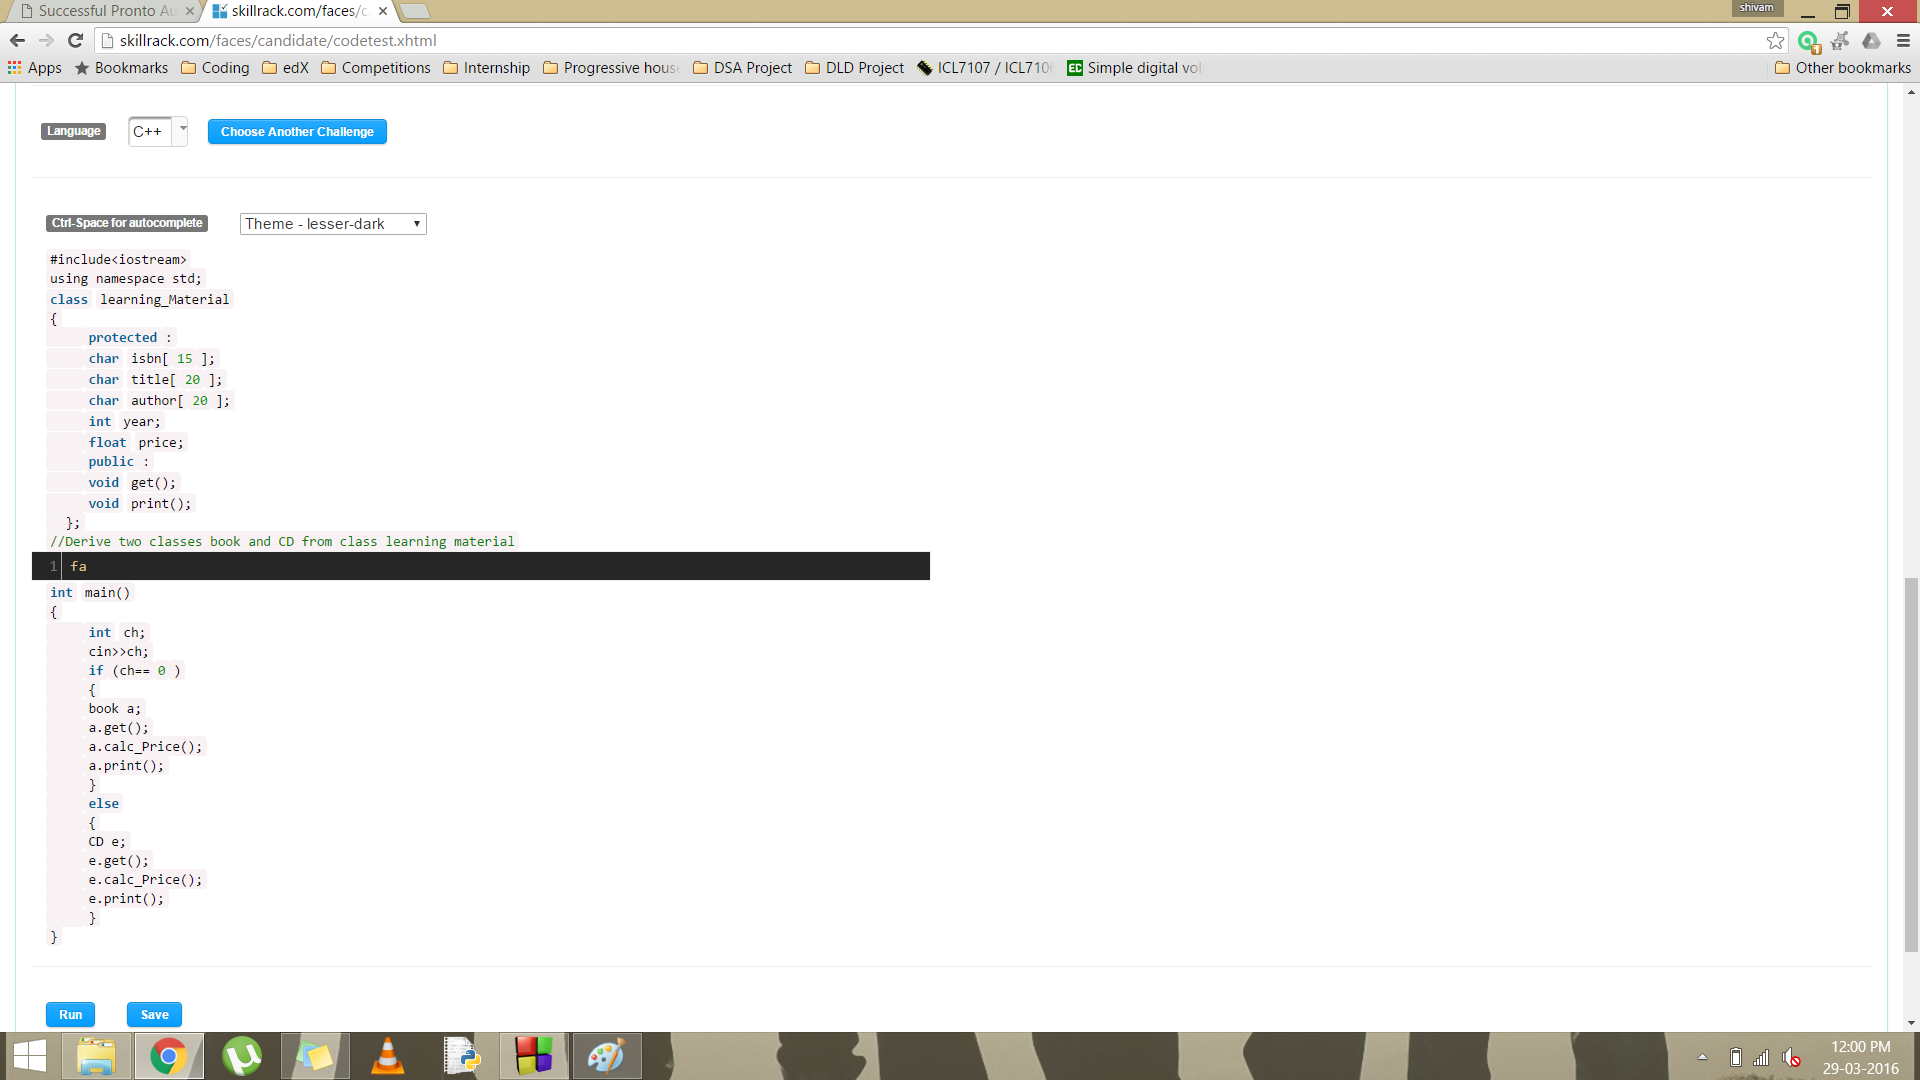 Successful Pronto Au
skillrack.com/faces/c
shivam
skillrack.com/faces/candidate/codetest.xhtml
Apps Bookmarks Coding edX Competitions Internship Progressive hous DSA Project DLD Project ICL7107 / ICL710 Simple digital vol Other bookmarks
Language C++ Choose Another Challenge
Ctrl-Space for autocomplete Theme - lesser-dark
#include<iostream>
using namespace std;
class learning_Material
{
protected :
char isbn[ 15 ];
char title[ 20 ];
char author[ 20 ];
int year;
float price;
public :
void get();
void print();
};
//Derive two classes book and CD from class learning material
1 fa
int main()
{
int ch;
cin>>ch;
if (ch== 0 )
{
book a;
a.get();
a.calc_Price();
a.print();
}
else
{
CD e;
e.get();
e.calc_Price();
e.print();
}
}
Run Save
12:00 PM
29-03-2016